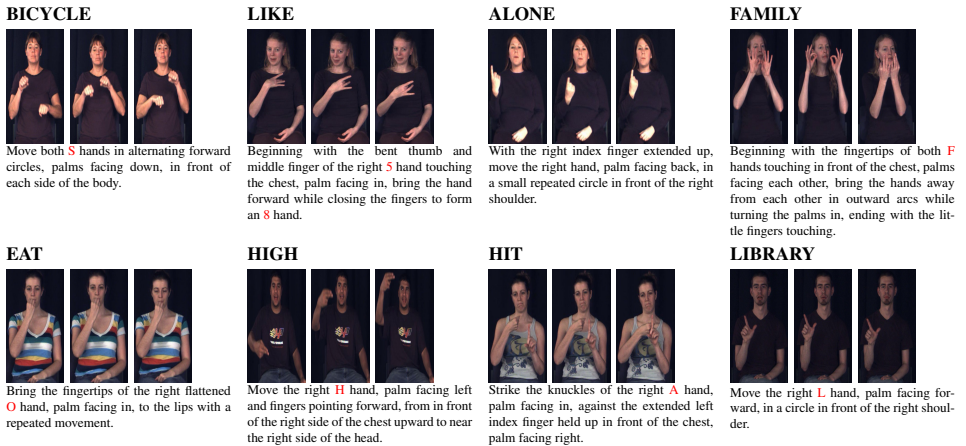 BICYCLE
Move both S hands in alternating forward
circles, palms facing down, in front of
each side of the body.
LIKE
Beginning with the bent thumb and
middle finger of the right 5 hand touching
the chest, palm facing in, bring the hand
forward while closing the fingers to form
an 8 hand.
ALONE
With the right index finger extended up,
move the right hand, palm facing back, in
a small repeated circle in front of the right
shoulder.
FAMILY
Beginning with the fingertips of both F
hands touching in front of the chest, palms
facing each other, bring the hands away
from each other in outward arcs while
turning the palms in, ending with the lit-
tle fingers touching.
EAT
Bring the fingertips of the right flattened
O hand, palm facing in, to the lips with a
repeated movement.
HIGH
Move the right H hand, palm facing left
and fingers pointing forward, from in front
of the right side of the chest upward to near
the right side of the head.
HIT
Strike the knuckles of the right A hand,
palm facing in, against the extended left
index finger held up in front of the chest,
palm facing right.
LIBRARY
Move the right L hand, palm facing for-
ward, in a circle in front of the right shoul-
der.